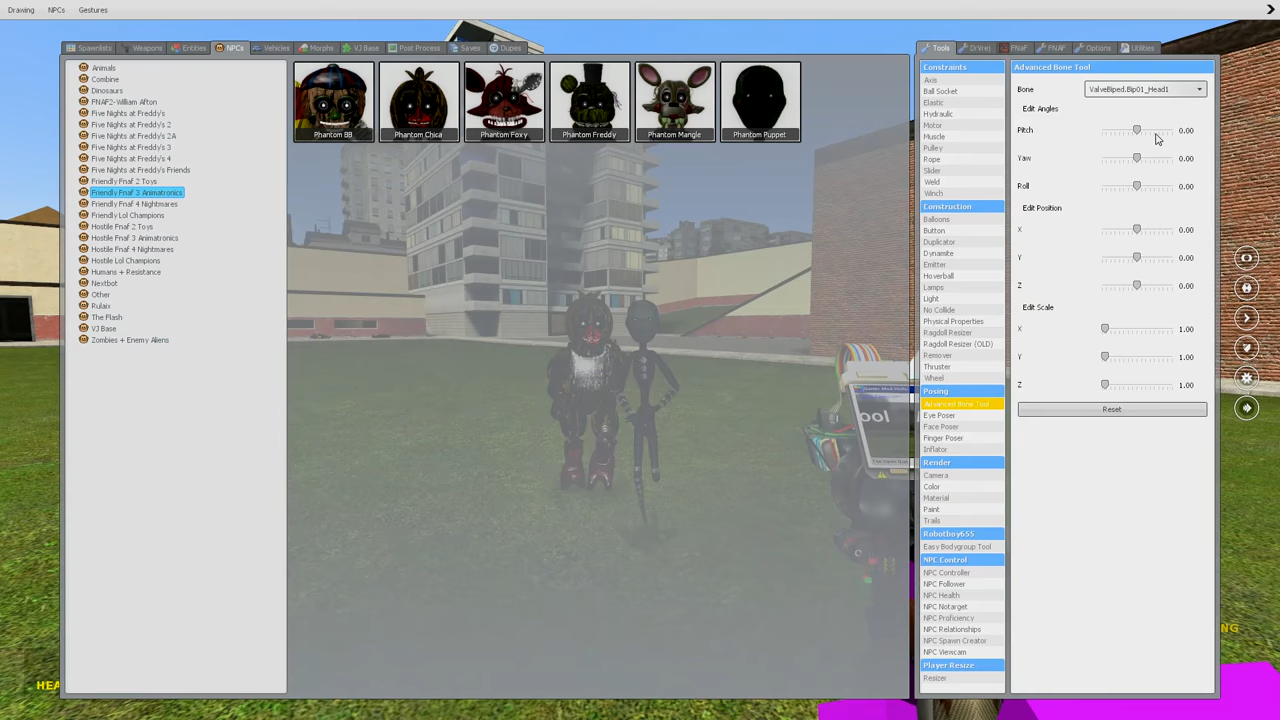 Drawing NPCs Gestures
Spawnlists Weapons Entities NPCs Vehicles Morphs VJ Base Post Process Saves Dupes
Animals
Combine
Dinosaurs
FNAF2-William Afton
Five Nights at Freddy's
Five Nights at Freddy's 2
Five Nights at Freddy's 2A
Five Nights at Freddy's 3
Five Nights at Freddy's 4
Five Nights at Freddy's Friends
Friendly Fnaf 2 Toys
Friendly Fnaf 3 Animatronics
Friendly Fnaf 4 Nightmares
Friendly Lol Champions
Hostile Fnaf 2 Toys
Hostile Fnaf 3 Animatronics
Hostile Fnaf 4 Nightmares
Hostile Lol Champions
Humans + Resistance
Nextbot
Other
Rulaix
The Flash
VJ Base
Zombies + Enemy Aliens
Phantom BB Phantom Chica Phantom Foxy Phantom Freddy Phantom Mangle Phantom Puppet
ool
HEA
Tools DrVrej FNaF FNAF Options Utilities
Constraints
Axis
Ball Socket
Elastic
Hydraulic
Motor
Muscle
Pulley
Rope
Slider
Weld
Winch
Construction
Balloons
Button
Duplicator
Dynamite
Emitter
Hoverball
Lamps
Light
No Collide
Physical Properties
Ragdoll Resizer
Ragdoll Resizer (OLD)
Remover
Thruster
Wheel
Posing
Advanced Bone Tool
Eye Poser
Face Poser
Finger Poser
Inflator
Render
Camera
Color
Material
Paint
Trails
Robotboy655
Easy Bodygroup Tool
NPC Control
NPC Controller
NPC Follower
NPC Health
NPC Notarget
NPC Proficiency
NPC Relationships
NPC Spawn Creator
NPC Viewcam
Player Resize
Resizer
Advanced Bone Tool
Bone ValveBiped.Bip01_Head1
Edit Angles
Pitch 0.00
Yaw 0.00
Roll 0.00
Edit Position
X 0.00
Y 0.00
Z 0.00
Edit Scale
X 1.00
Y 1.00
Z 1.00
Reset
NG